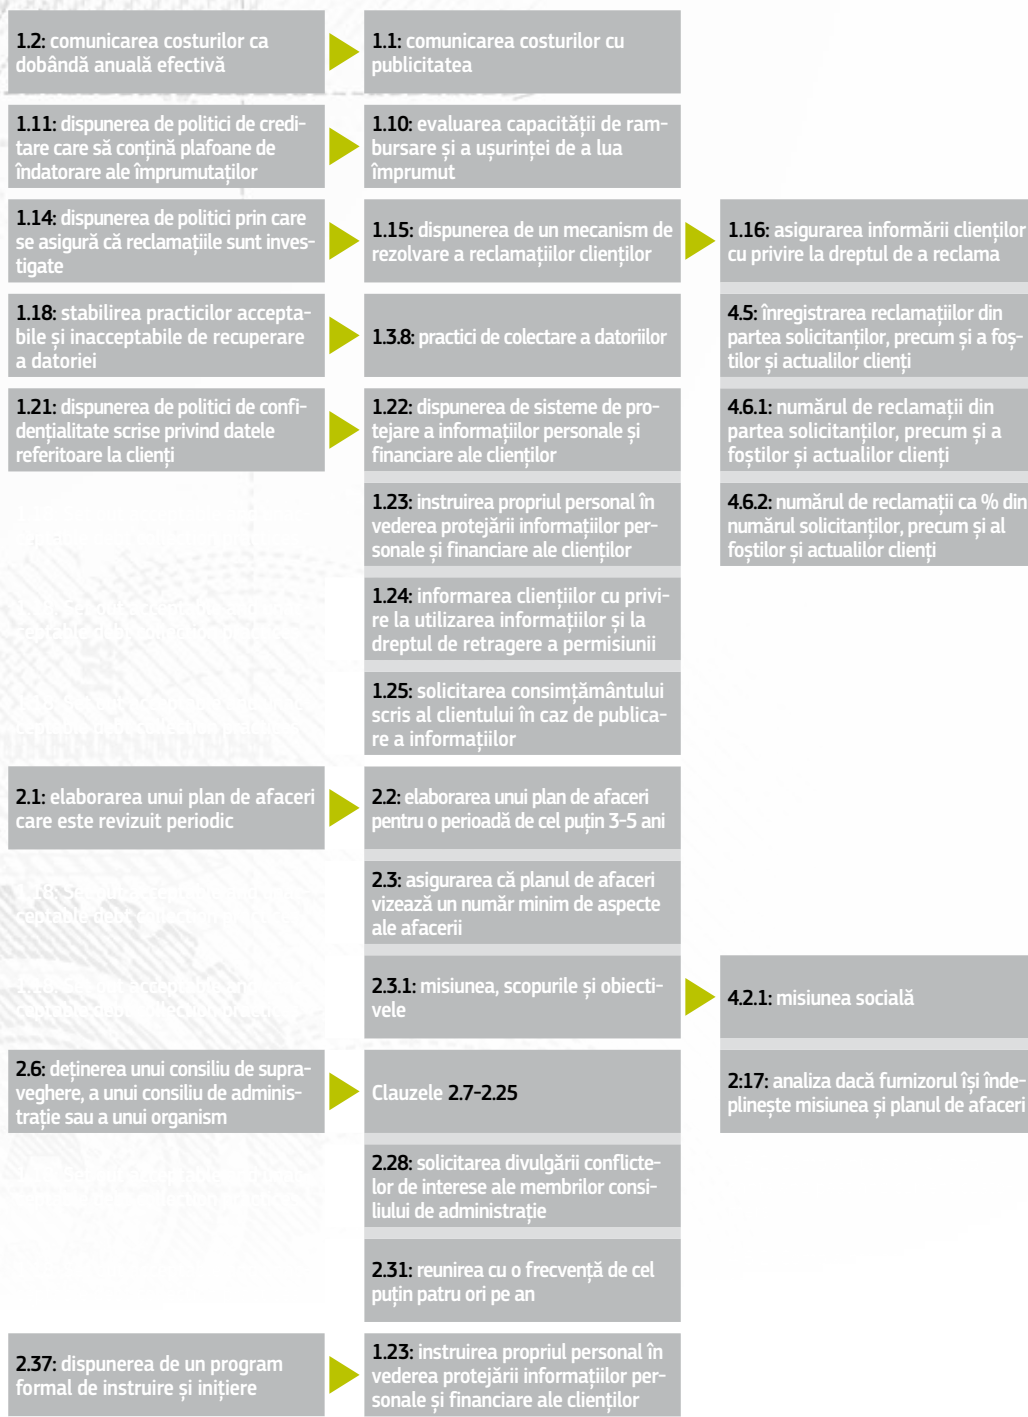 1.2: comunicarea costurilor ca
dobândă anuală efectivă
1.1: comunicarea costurilor cu
publicitatea
1.11: dispunerea de politici de credi-
tare care să conțină plafoane de
îndatorare ale împrumutaților
1.10: evaluarea capacității de ram-
bursare și a ușurinței de a lua
împrumut
1.14: dispunerea de politici prin care
se asigură că reclamațiile sunt inves-
tigate
1.15: dispunerea de un mecanism de
rezolvare a reclamațiilor clienților
1.16: asigurarea informării clienților
cu privire la dreptul de a reclama
1.18: stabilirea practicilor accepta-
bile și inacceptabile de recuperare
a datoriei
1.3.8: practici de colectare a datoriilor
4.5: înregistrarea reclamațiilor din
partea solicitanților, precum și a foș-
tilor și actualilor clienți
1.21: dispunerea de politici de confi-
dențialitate scrise privind datele
referitoare la clienți
1.22: dispunerea de sisteme de pro-
tejare a informațiilor personale și
financiare ale clienților
4.6.1: numărul de reclamații din
partea solicitanților, precum și a
foștilor și actualilor clienți
1.23: instruirea propriul personal în
vederea protejării informațiilor per-
sonale și financiare ale clienților
4.6.2: numărul de reclamații ca % din
numărul solicitanților, precum și al
foștilor și actualilor clienți
1.24: informarea cliențiilor cu privi-
re la utilizarea informațiilor și la
dreptul de retragere a permisiunii
1.25: solicitarea consimțământului
scris al clientului în caz de publica-
re a informațiilor
2.1: elaborarea unui plan de afaceri
care este revizuit periodic
2.2: elaborarea unui plan de afaceri
pentru o perioadă de cel puțin 3-5 ani
2.3: asigurarea că planul de afaceri
vizează un număr minim de aspecte
ale afacerii
2.3.1: misiunea, scopurile și obiecti-
vele
4.2.1: misiunea socială
2.6: deținerea unui consiliu de supra-
veghere, a unui consiliu de adminis-
trație sau a unui organism
Clauzele 2.7-2.25
2:17: analiza dacă furnizorul își înde-
plinește misiunea și planul de afaceri
2.28: solicitarea divulgării conflicte-
lor de interese ale membrilor consi-
liului de administrație
2.31: reunirea cu o frecvență de cel
puțin patru ori pe an
2.37: dispunerea de un program
formal de instruire și inițiere
1.23: instruirea propriul personal în
vederea protejării informațiilor per-
sonale și financiare ale clienților